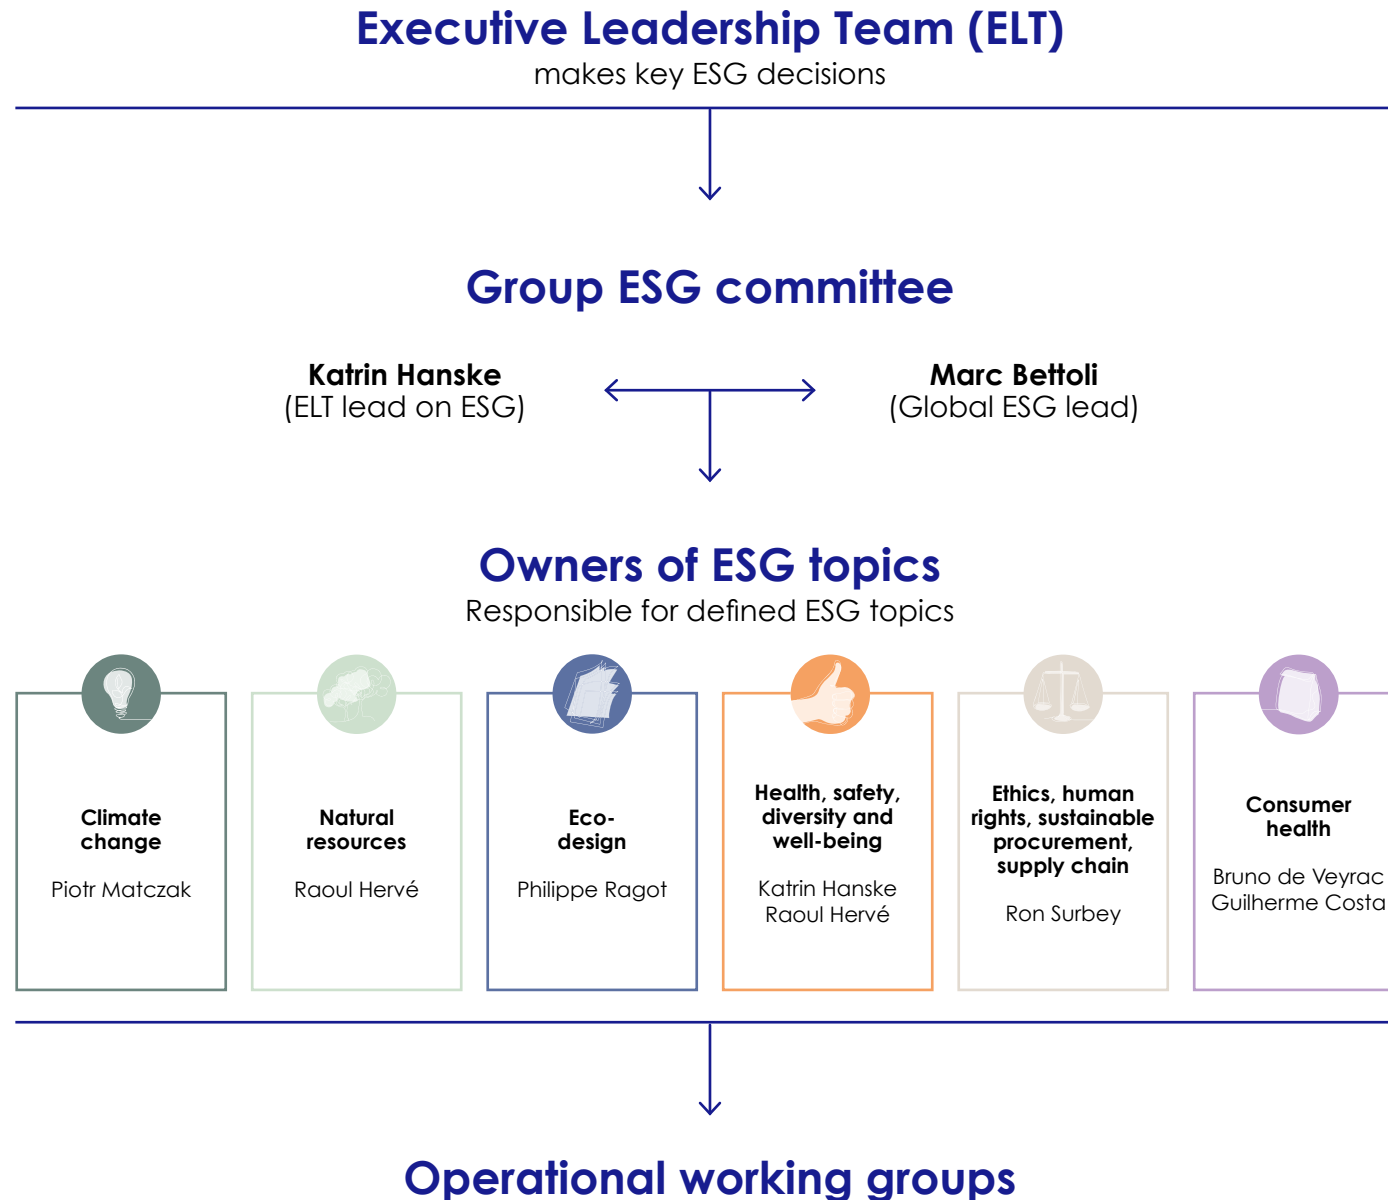 Executive Leadership Team (ELT)
makes key ESG decisions
Group ESG committee
Katrin Hanske
(ELT lead on ESG)
Marc Bettoli
(Global ESG lead)
Owners of ESG topics
Responsible for defined ESG topics
Climate
change
Piotr Matczak
Natural
resources
Raoul Hervé
Eco-
design
Philippe Ragot
Health, safety,
diversity and
well-being
Katrin Hanske
Raoul Hervé
Ethics, human
rights, sustainable
procurement,
supply chain
Ron Surbey
Consumer
health
Bruno de Veyrac
Guilherme Costa
Operational working groups